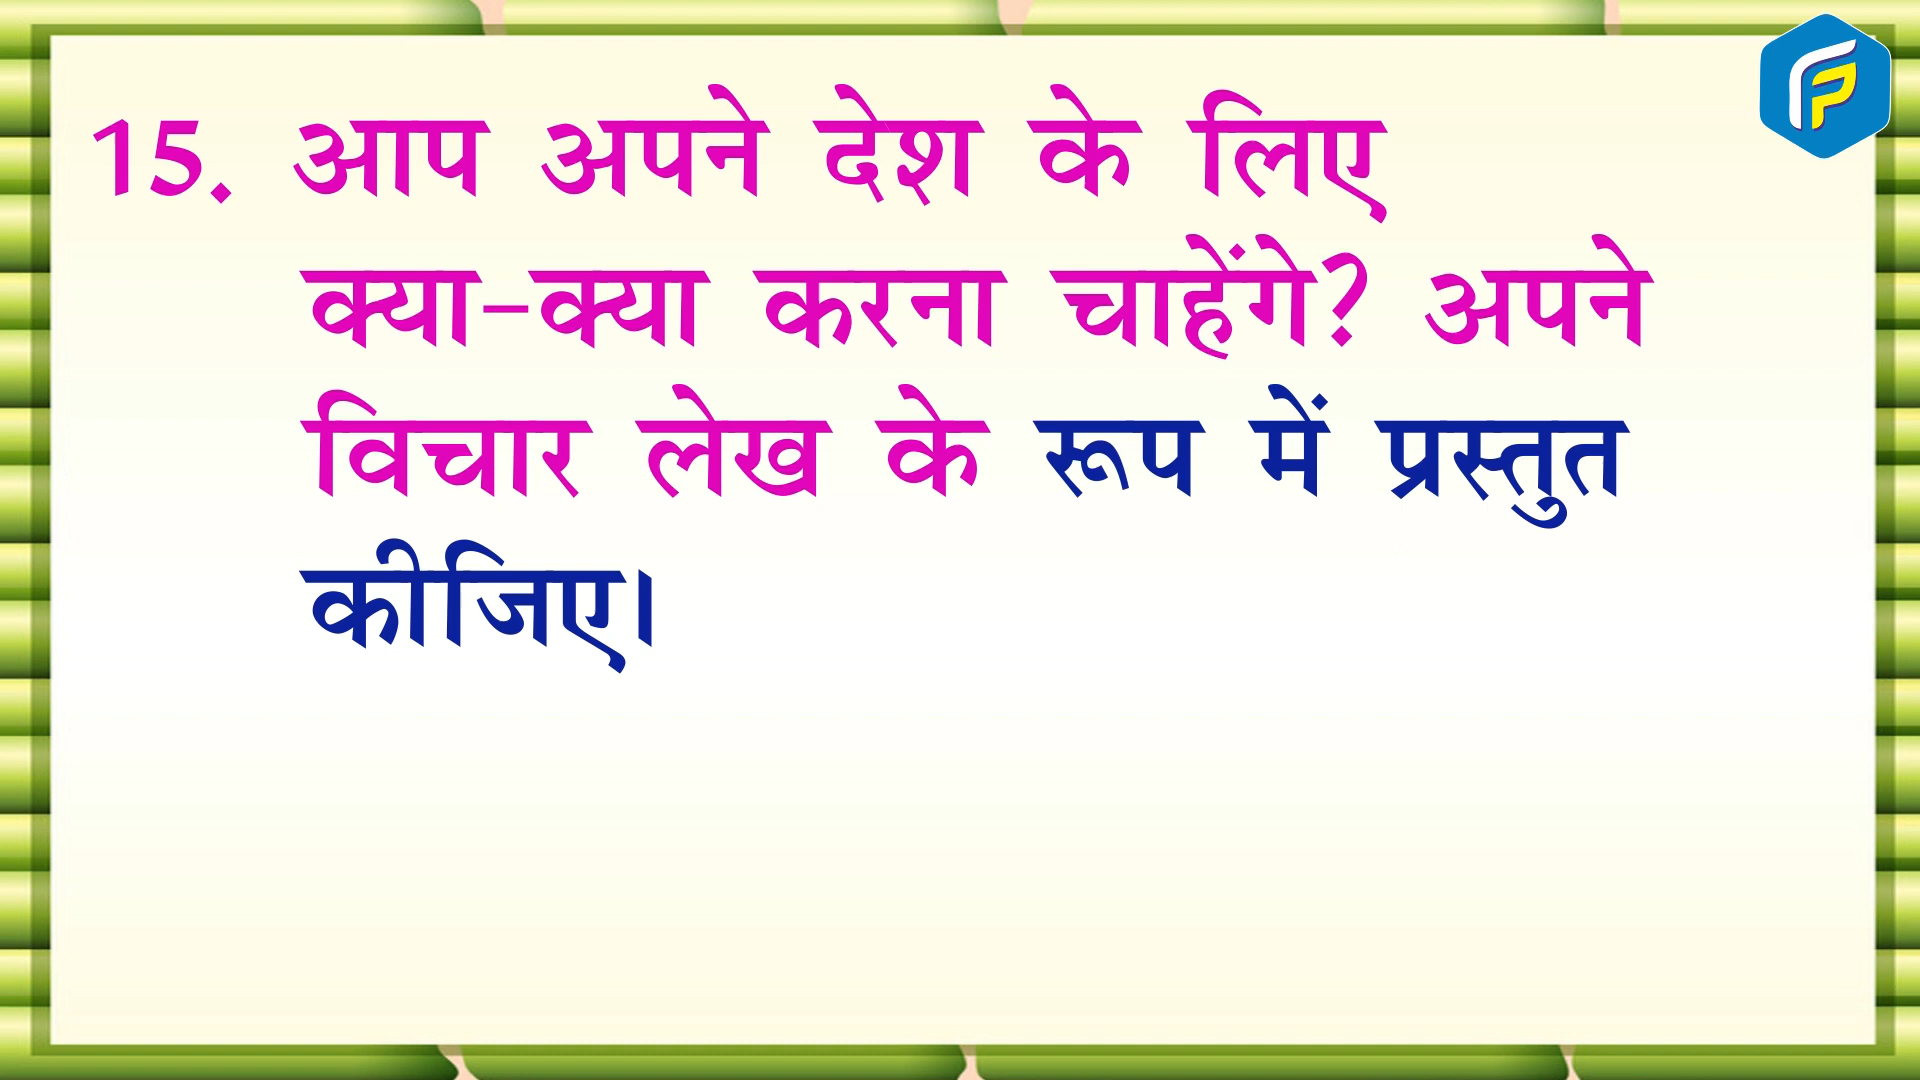 15. आप अपने देश के लिए
क्या-क्या करना चाहेंगे? अपने
विचार लेख के रूप में प्रस्तुत
कीजिए।